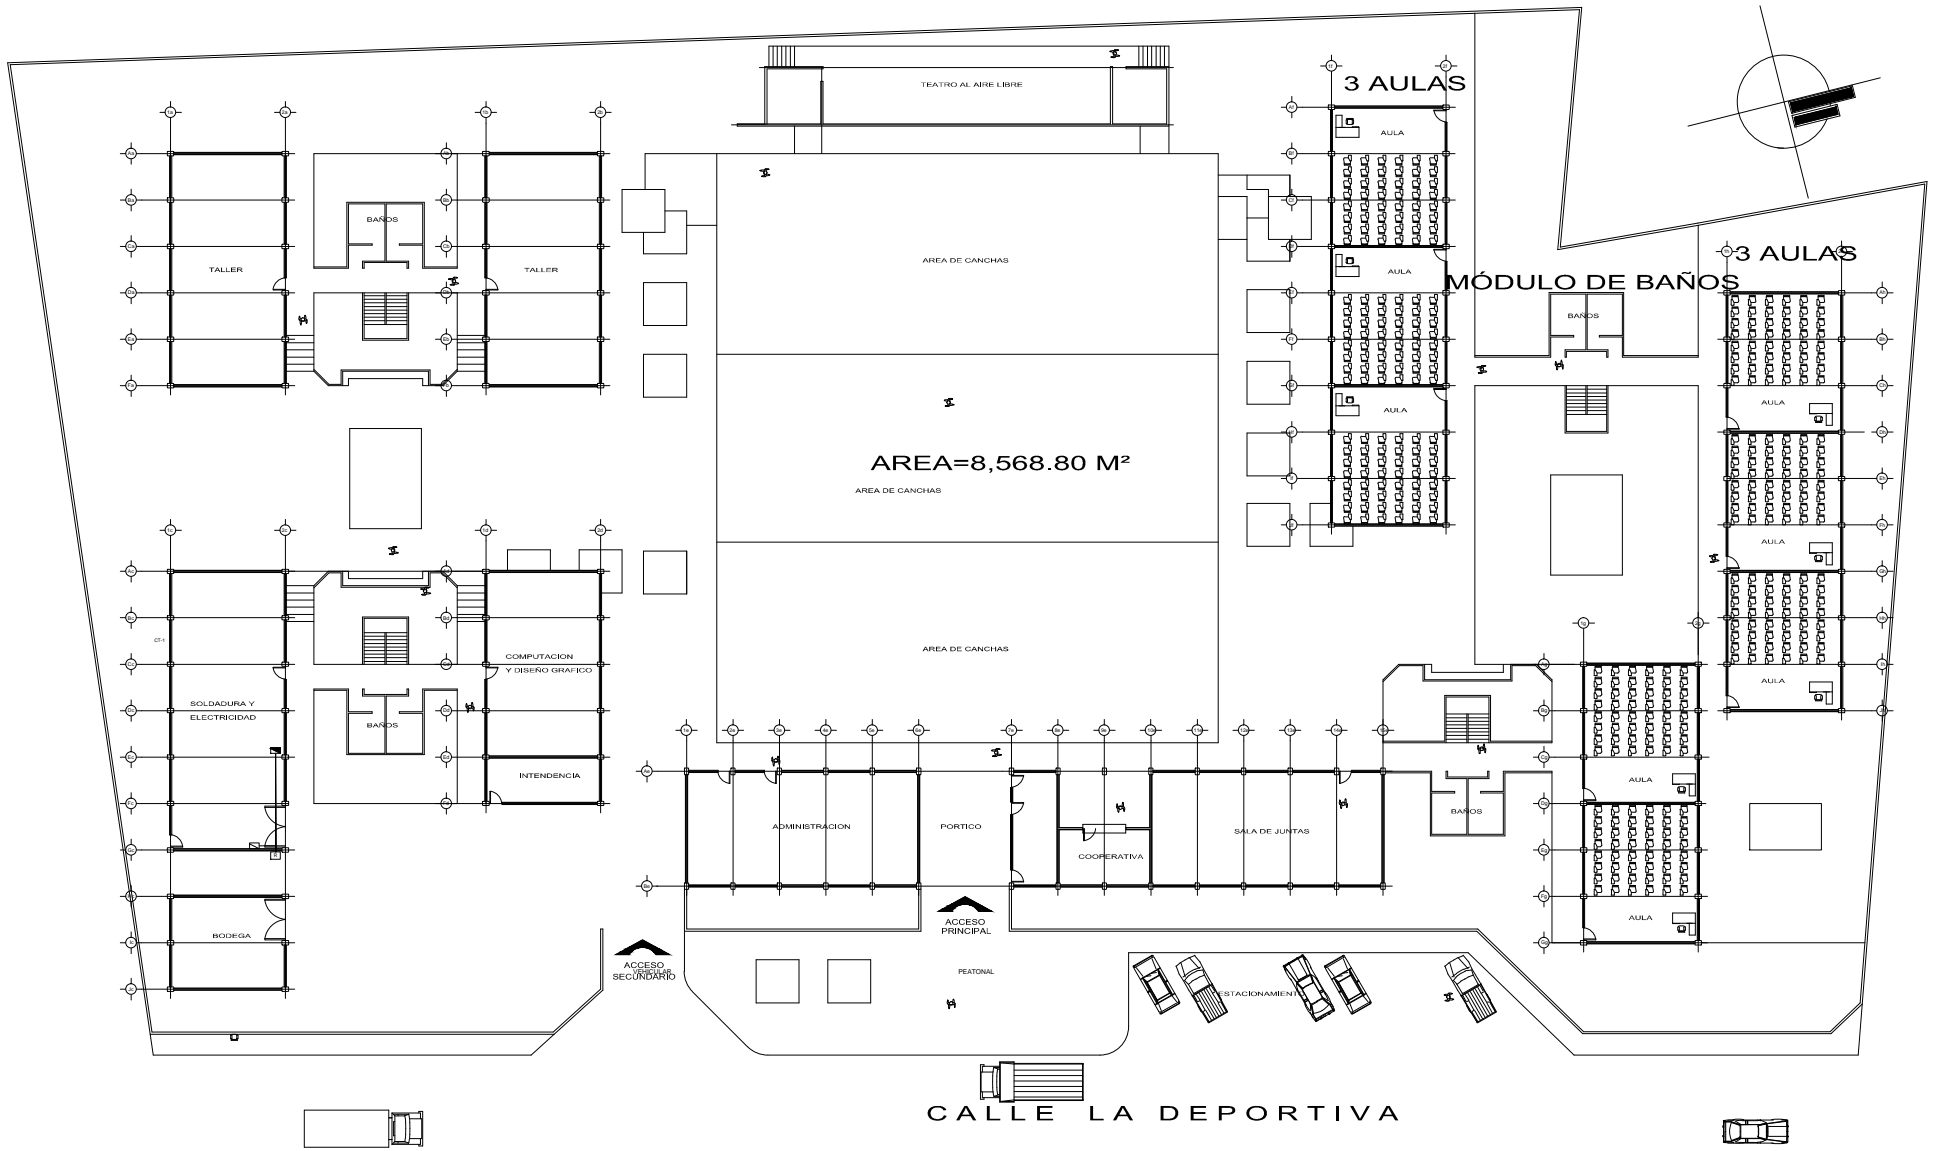 TEATRO AL AIRE LIBRE
3 AULAS
AULA
BAÑOS
TALLER
TALLER
AREA DE CANCHAS
AULA
3 AULAS
MÓDULO DE BAÑOS
BAÑOS
AULA
AULA
AREA=8,568.80 M²
AREA DE CANCHAS
AULA
CT-1
COMPUTACION
Y DISEÑO GRAFICO
AREA DE CANCHAS
AULA
SOLDADURA Y
ELECTRICIDAD
BAÑOS
INTENDENCIA
AULA
ADMINISTRACION
PORTICO
COOPERATIVA
SALA DE JUNTAS
BAÑOS
BODEGA
ACCESO
PRINCIPAL
AULA
ACCESO
VEHICULAR
SECUNDARIO
PEATONAL
ESTACIONAMIENTO
CALLE LA DEPORTIVA